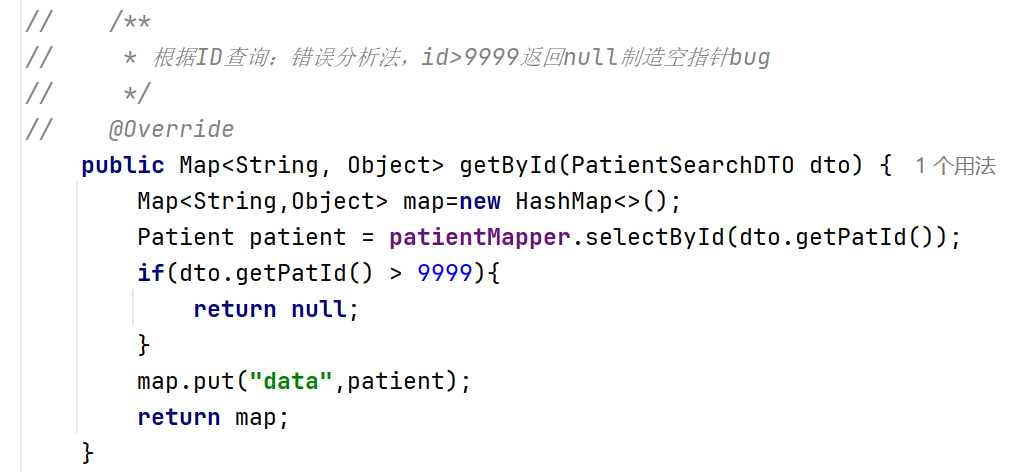 //    /**
//     * 根据ID查询：错误分析法，id>9999返回null制造空指针bug
//     */
//    @Override
    public Map<String, Object> getById(PatientSearchDTO dto) {  1 个用法
        Map<String,Object> map=new HashMap<>();
        Patient patient = patientMapper.selectById(dto.getPatId());
        if(dto.getPatId() > 9999){
            return null;
        }
        map.put("data",patient);
        return map;
    }